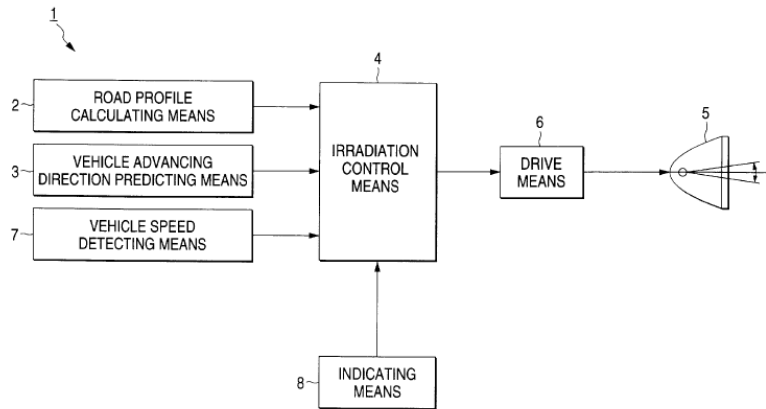 1
2
ROAD PROFILE
CALCULATING MEANS
3
VEHICLE ADVANCING
DIRECTION PREDICTING MEANS
7
VEHICLE SPEED
DETECTING MEANS
4
IRRADIATION
CONTROL
MEANS
6
DRIVE
MEANS
5
8
INDICATING
MEANS